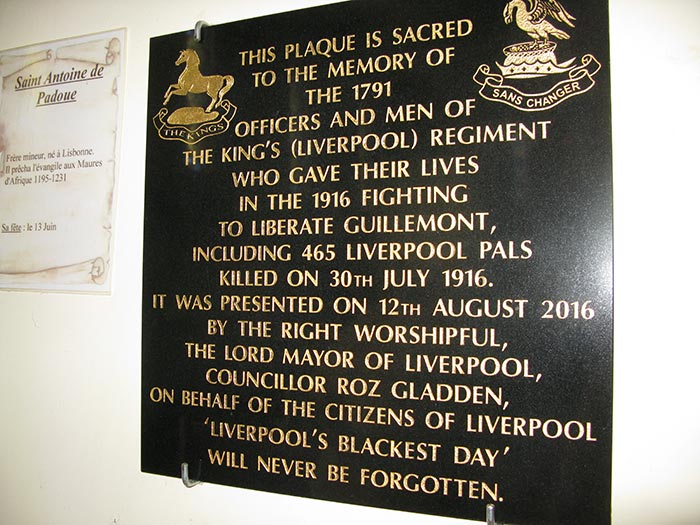 Saint Antoine de
Padoue
Frère mineur, né à Lisbonne.
Il prêcha l'évangile aux Maures
d'Afrique 1195-1231
Sa fête : le 13 Juin
THE KINGS
SANS CHANGER
THIS PLAQUE IS SACRED
TO THE MEMORY OF
THE 1791
OFFICERS AND MEN OF
THE KING'S (LIVERPOOL) REGIMENT
WHO GAVE THEIR LIVES
IN THE 1916 FIGHTING
TO LIBERATE GUILLEMONT,
INCLUDING 465 LIVERPOOL PALS
KILLED ON 30TH JULY 1916.
IT WAS PRESENTED ON 12TH AUGUST 2016
BY THE RIGHT WORSHIPFUL,
THE LORD MAYOR OF LIVERPOOL,
COUNCILLOR ROZ GLADDEN,
ON BEHALF OF THE CITIZENS OF LIVERPOOL
'LIVERPOOL'S BLACKEST DAY'
WILL NEVER BE FORGOTTEN.